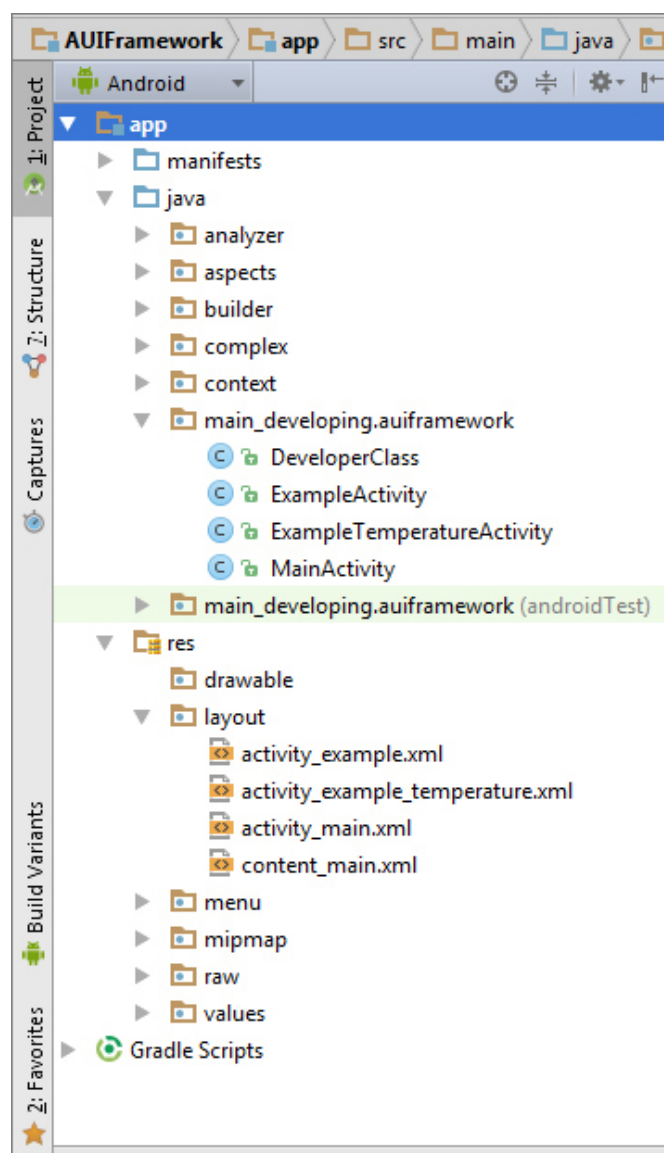 AUIFramework app src main java
Android
1: Project
7: Structure
Captures
Build Variants
2: Favorites
app
manifests
java
analyzer
aspects
builder
complex
context
main_developing.auiframework
C DeveloperClass
C ExampleActivity
C ExampleTemperatureActivity
C MainActivity
main_developing.auiframework (androidTest)
res
drawable
layout
activity_example.xml
activity_example_temperature.xml
activity_main.xml
content_main.xml
menu
mipmap
raw
values
Gradle Scripts